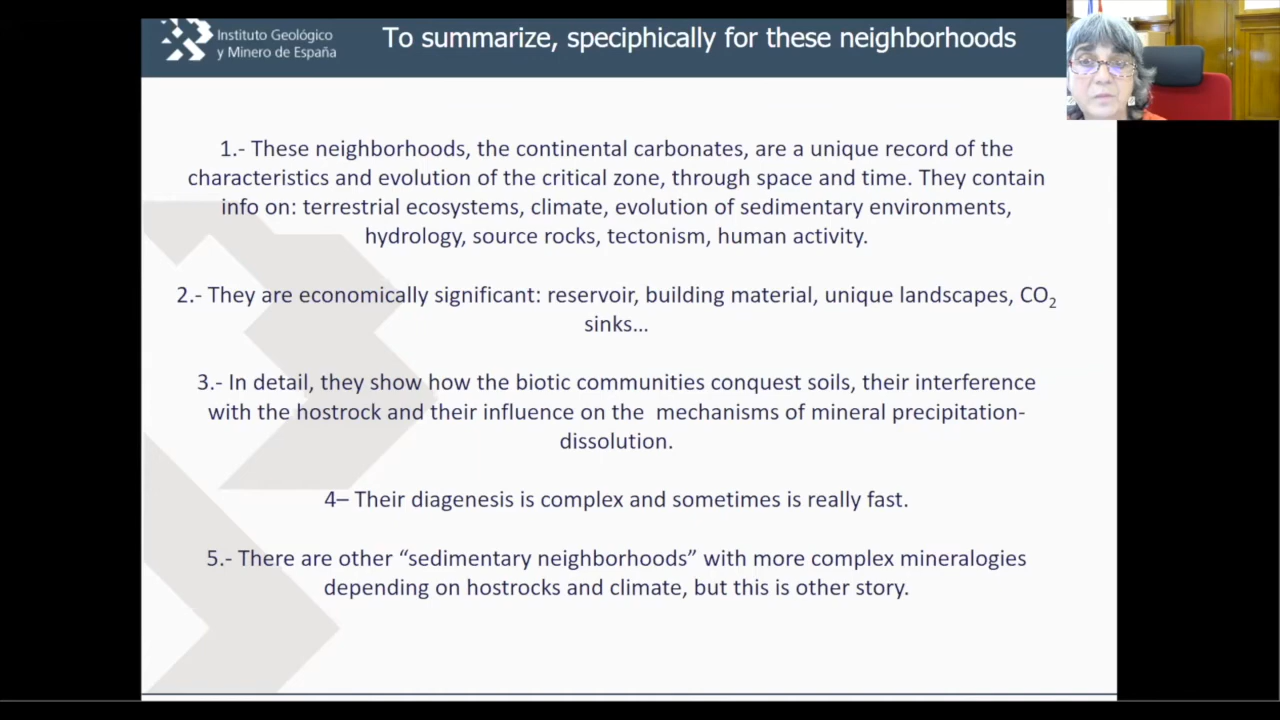 Instituto Geológico
y Minero de España
To summarize, speciphically for these neighborhoods
1.- These neighborhoods, the continental carbonates, are a unique record of the
characteristics and evolution of the critical zone, through space and time. They contain
info on: terrestrial ecosystems, climate, evolution of sedimentary environments,
hydrology, source rocks, tectonism, human activity.
2.- They are economically significant: reservoir, building material, unique landscapes, CO2
sinks...
3.- In detail, they show how the biotic communities conquest soils, their interference
with the hostrock and their influence on the mechanisms of mineral precipitation-
dissolution.
4– Their diagenesis is complex and sometimes is really fast.
5.- There are other “sedimentary neighborhoods” with more complex mineralogies
depending on hostrocks and climate, but this is other story.